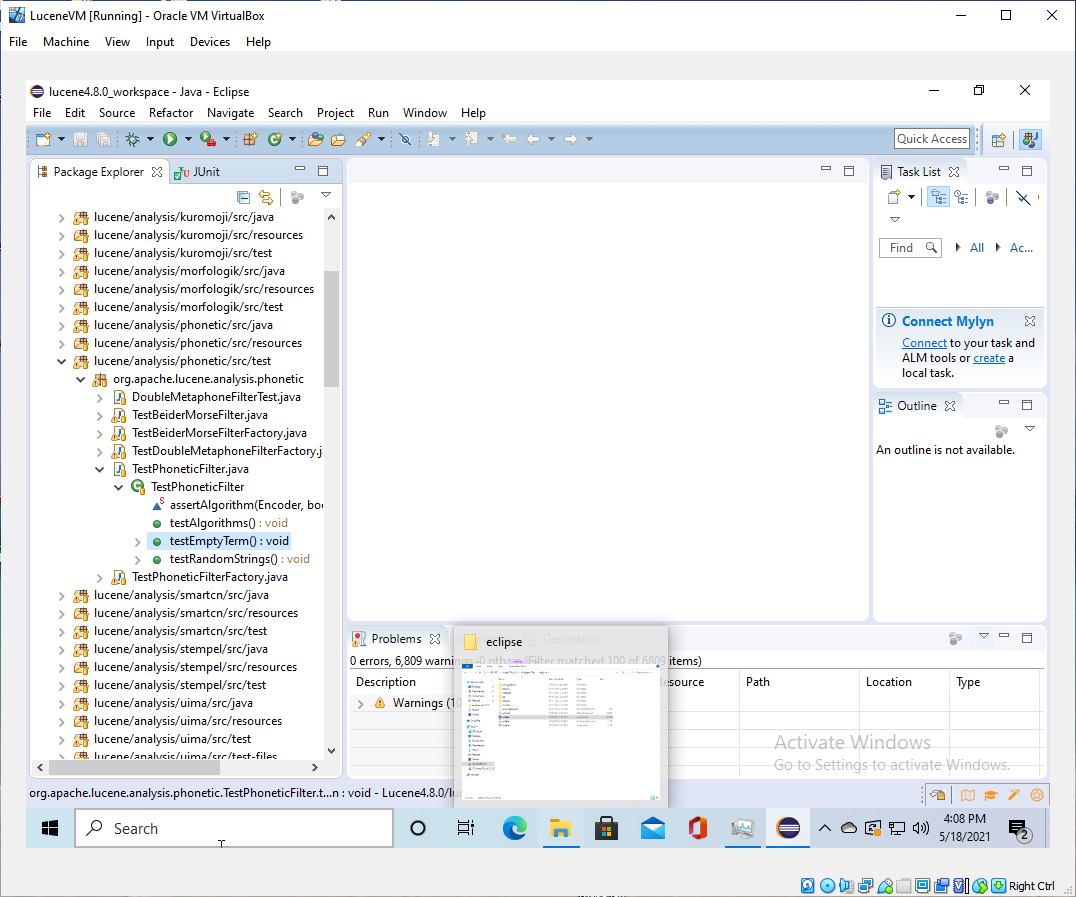 LuceneVM [Running] - Oracle VM VirtualBox
File Machine View Input Devices Help
lucene4.8.0_workspace - Java - Eclipse
File Edit Source Refactor Navigate Search Project Run Window Help
Quick Access
Package Explorer
JUnit
lucene/analysis/kuromoji/src/java
lucene/analysis/kuromoji/src/resources
lucene/analysis/kuromoji/src/test
lucene/analysis/morfologik/src/java
lucene/analysis/morfologik/src/resources
lucene/analysis/morfologik/src/test
lucene/analysis/phonetic/src/java
lucene/analysis/phonetic/src/resources
lucene/analysis/phonetic/src/test
org.apache.lucene.analysis.phonetic
DoubleMetaphoneFilterTest.java
TestBeiderMorseFilter.java
TestBeiderMorseFilterFactory.java
TestDoubleMetaphoneFilterFactory.j
TestPhoneticFilter.java
TestPhoneticFilter
assertAlgorithm(Encoder, boo
testAlgorithms() : void
testEmptyTerm() : void
testRandomStrings() : void
TestPhoneticFilterFactory.java
lucene/analysis/smartcn/src/java
lucene/analysis/smartcn/src/resources
lucene/analysis/smartcn/src/test
lucene/analysis/stempel/src/java
lucene/analysis/stempel/src/resources
lucene/analysis/stempel/src/test
lucene/analysis/uima/src/java
lucene/analysis/uima/src/resources
lucene/analysis/uima/src/test
lucene/analysis/uima/src/test-files
Task List
Find
All
Ac...
Connect Mylyn
Connect to your task and
ALM tools or create a
local task.
Outline
An outline is not available.
Problems
Declaration
0 errors, 6,809 warnings, 0 others (Filter matched 100 of 6809 items)
Description Resource Path Location Type
Warnings (10
eclipse
Activate Windows
Go to Settings to activate Windows.
org.apache.lucene.analysis.phonetic.TestPhoneticFilter.t...n : void - Lucene4.8.0/lu
Search
4:08 PM
5/18/2021
2
Right Ctrl